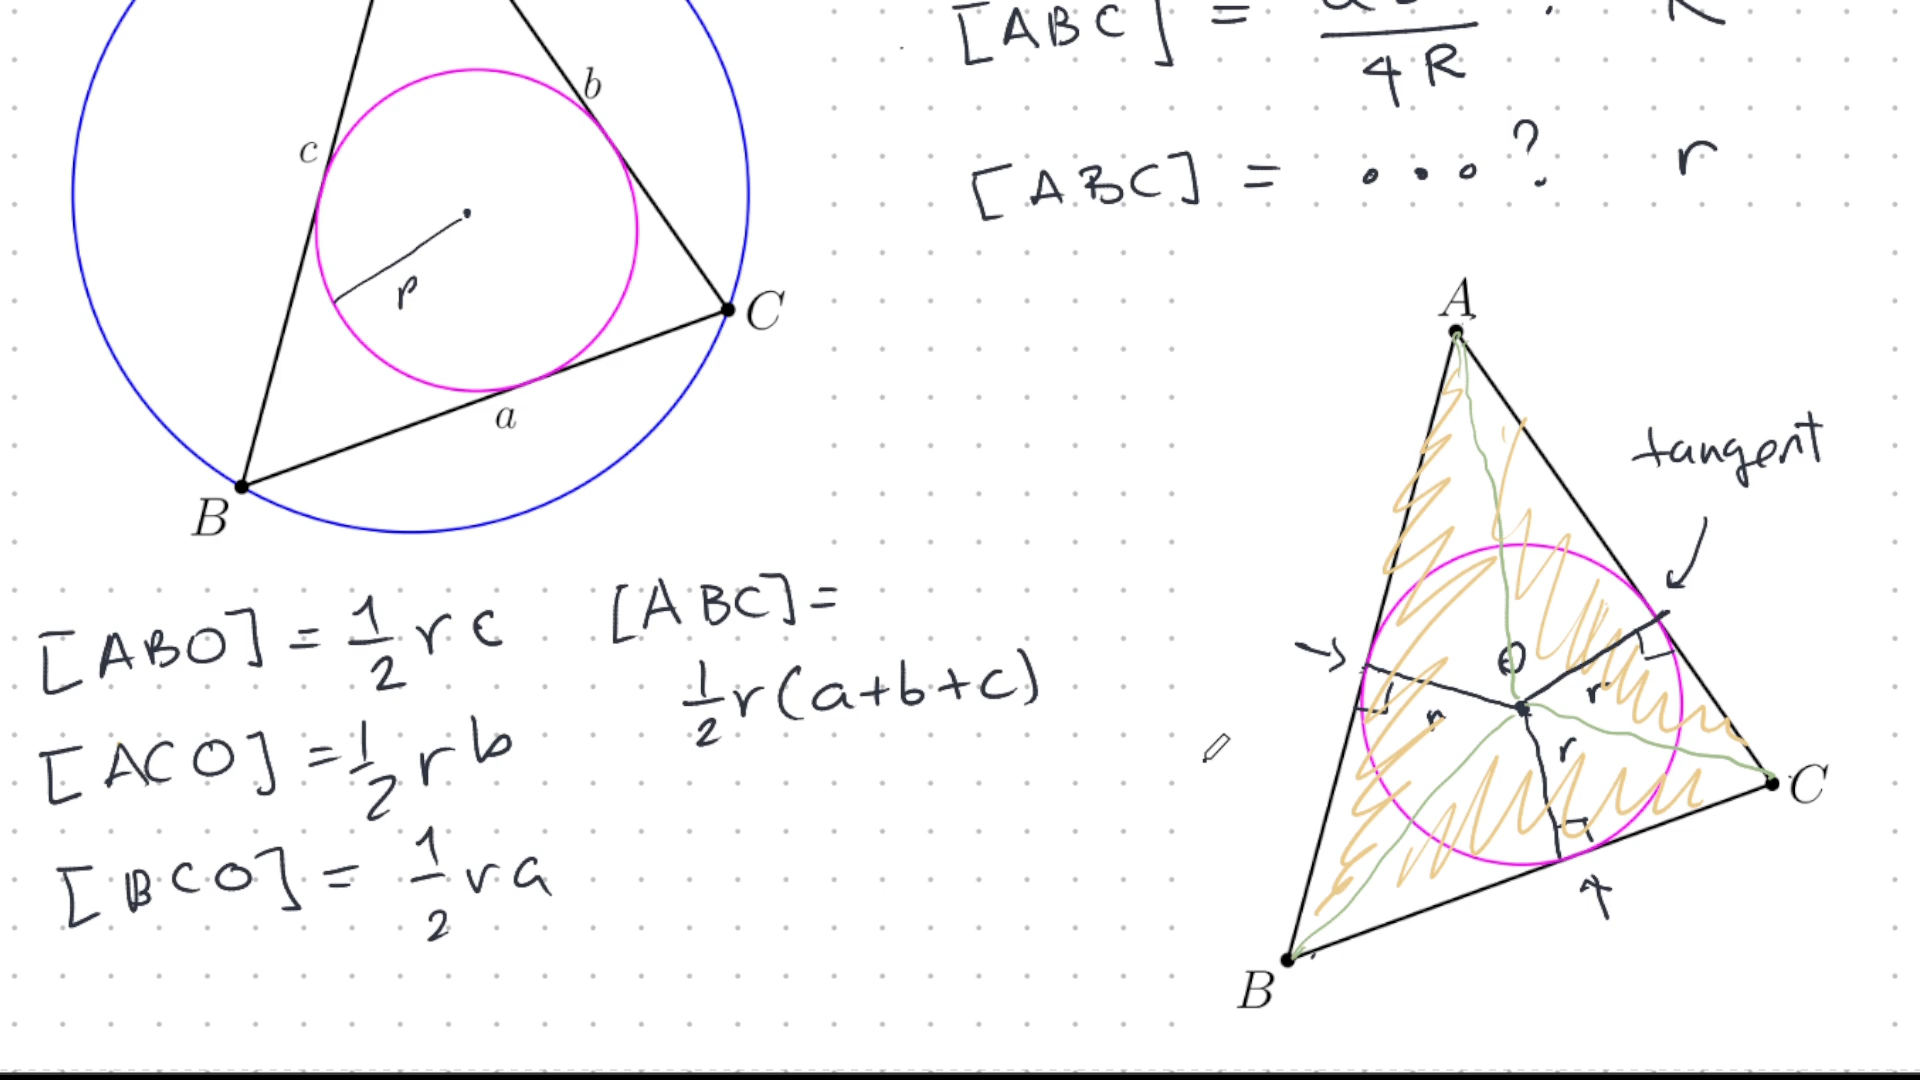 [ABC] =
4R
[ABC] = ...? r
b
c
r
C
a
B
A
tangent
O
r
r
r
C
B
[ABO] = 1/2 rc
[ACO] = 1/2 rb
[BCO] = 1/2 ra
[ABC] =
1/2 r(a+b+c)